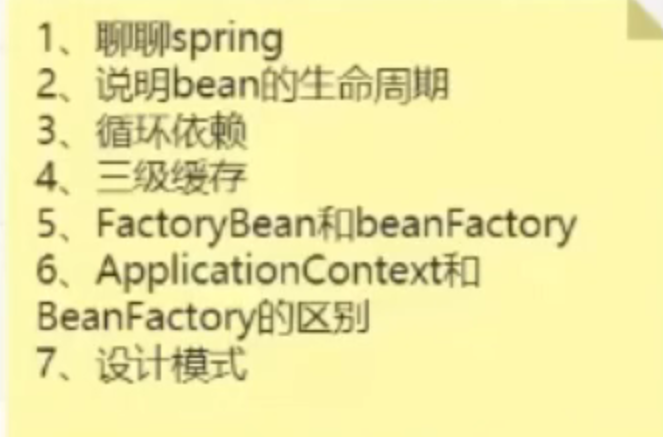 1、聊聊spring
2、说明bean的生命周期
3、循环依赖
4、三级缓存
5、FactoryBean和beanFactory
6、ApplicationContext和
BeanFactory的区别
7、设计模式